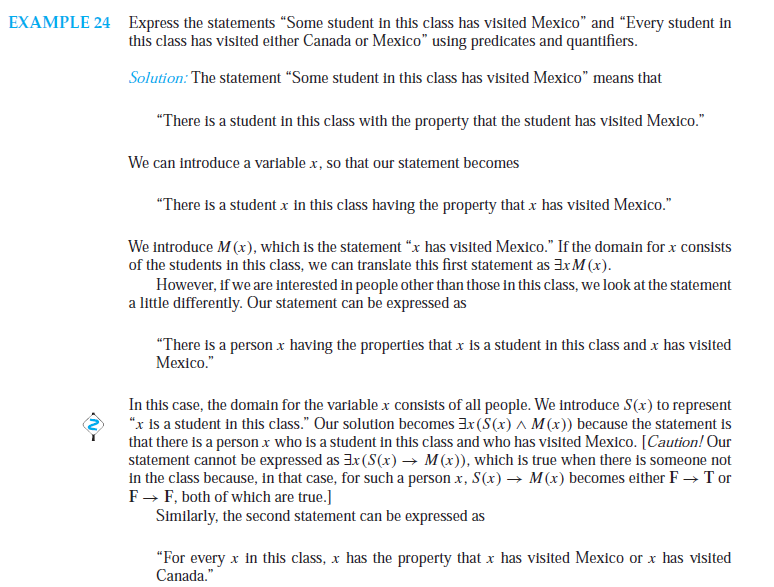 EXAMPLE 24 Express the statements “Some student in this class has visited Mexico” and “Every student in
this class has visited either Canada or Mexico” using predicates and quantifiers.
Solution: The statement “Some student in this class has visited Mexico” means that
“There is a student in this class with the property that the student has visited Mexico.”
We can introduce a variable x, so that our statement becomes
“There is a student x in this class having the property that x has visited Mexico.”
We introduce M(x), which is the statement “x has visited Mexico.” If the domain for x consists
of the students in this class, we can translate this first statement as ∃xM(x).
However, if we are interested in people other than those in this class, we look at the statement
a little differently. Our statement can be expressed as
“There is a person x having the properties that x is a student in this class and x has visited
Mexico.”
In this case, the domain for the variable x consists of all people. We introduce S(x) to represent
“x is a student in this class.” Our solution becomes ∃x(S(x) ∧ M(x)) because the statement is
that there is a person x who is a student in this class and who has visited Mexico. [Caution! Our
statement cannot be expressed as ∃x(S(x) → M(x)), which is true when there is someone not
in the class because, in that case, for such a person x, S(x) → M(x) becomes either F → T or
F → F, both of which are true.]
Similarly, the second statement can be expressed as
“For every x in this class, x has the property that x has visited Mexico or x has visited
Canada.”